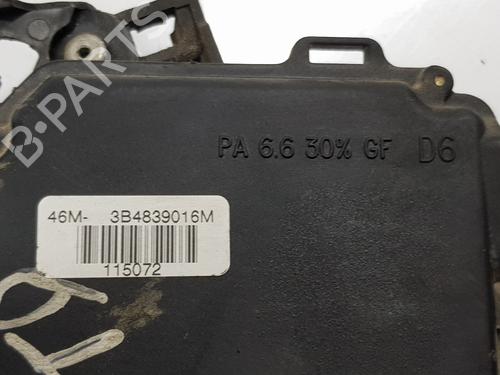 B-PARTS
PA 6.6 30% GF D6
46M- 3B4839016M
115072